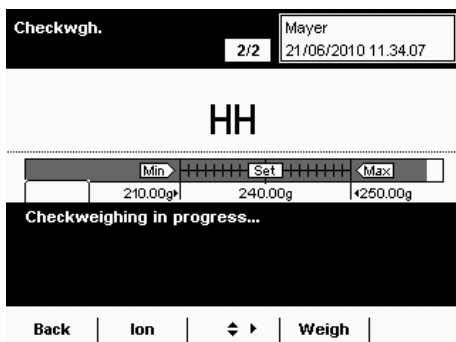 Checkwgh.
2/2
Mayer
21/06/2010 11.34.07
HH
Min Set Max
210.00g 240.00g 250.00g
Checkweighing in progress...
Back Ion Weigh